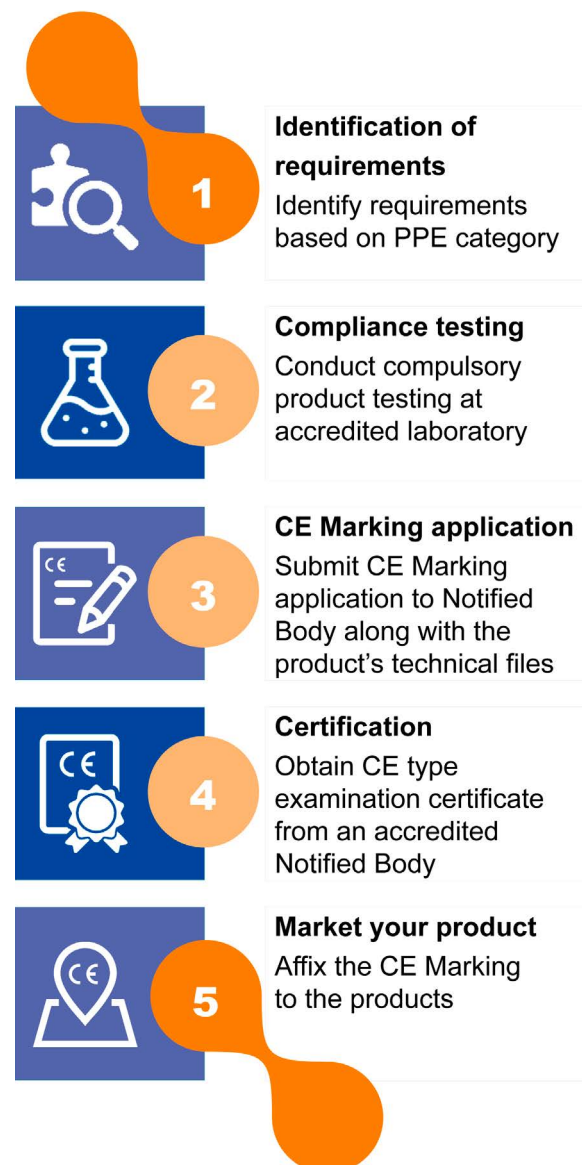 1
Identification of
requirements
Identify requirements
based on PPE category
2
Compliance testing
Conduct compulsory
product testing at
accredited laboratory
CE
3
CE Marking application
Submit CE Marking
application to Notified
Body along with the
product's technical files
CE
4
Certification
Obtain CE type
examination certificate
from an accredited
Notified Body
CE
5
Market your product
Affix the CE Marking
to the products